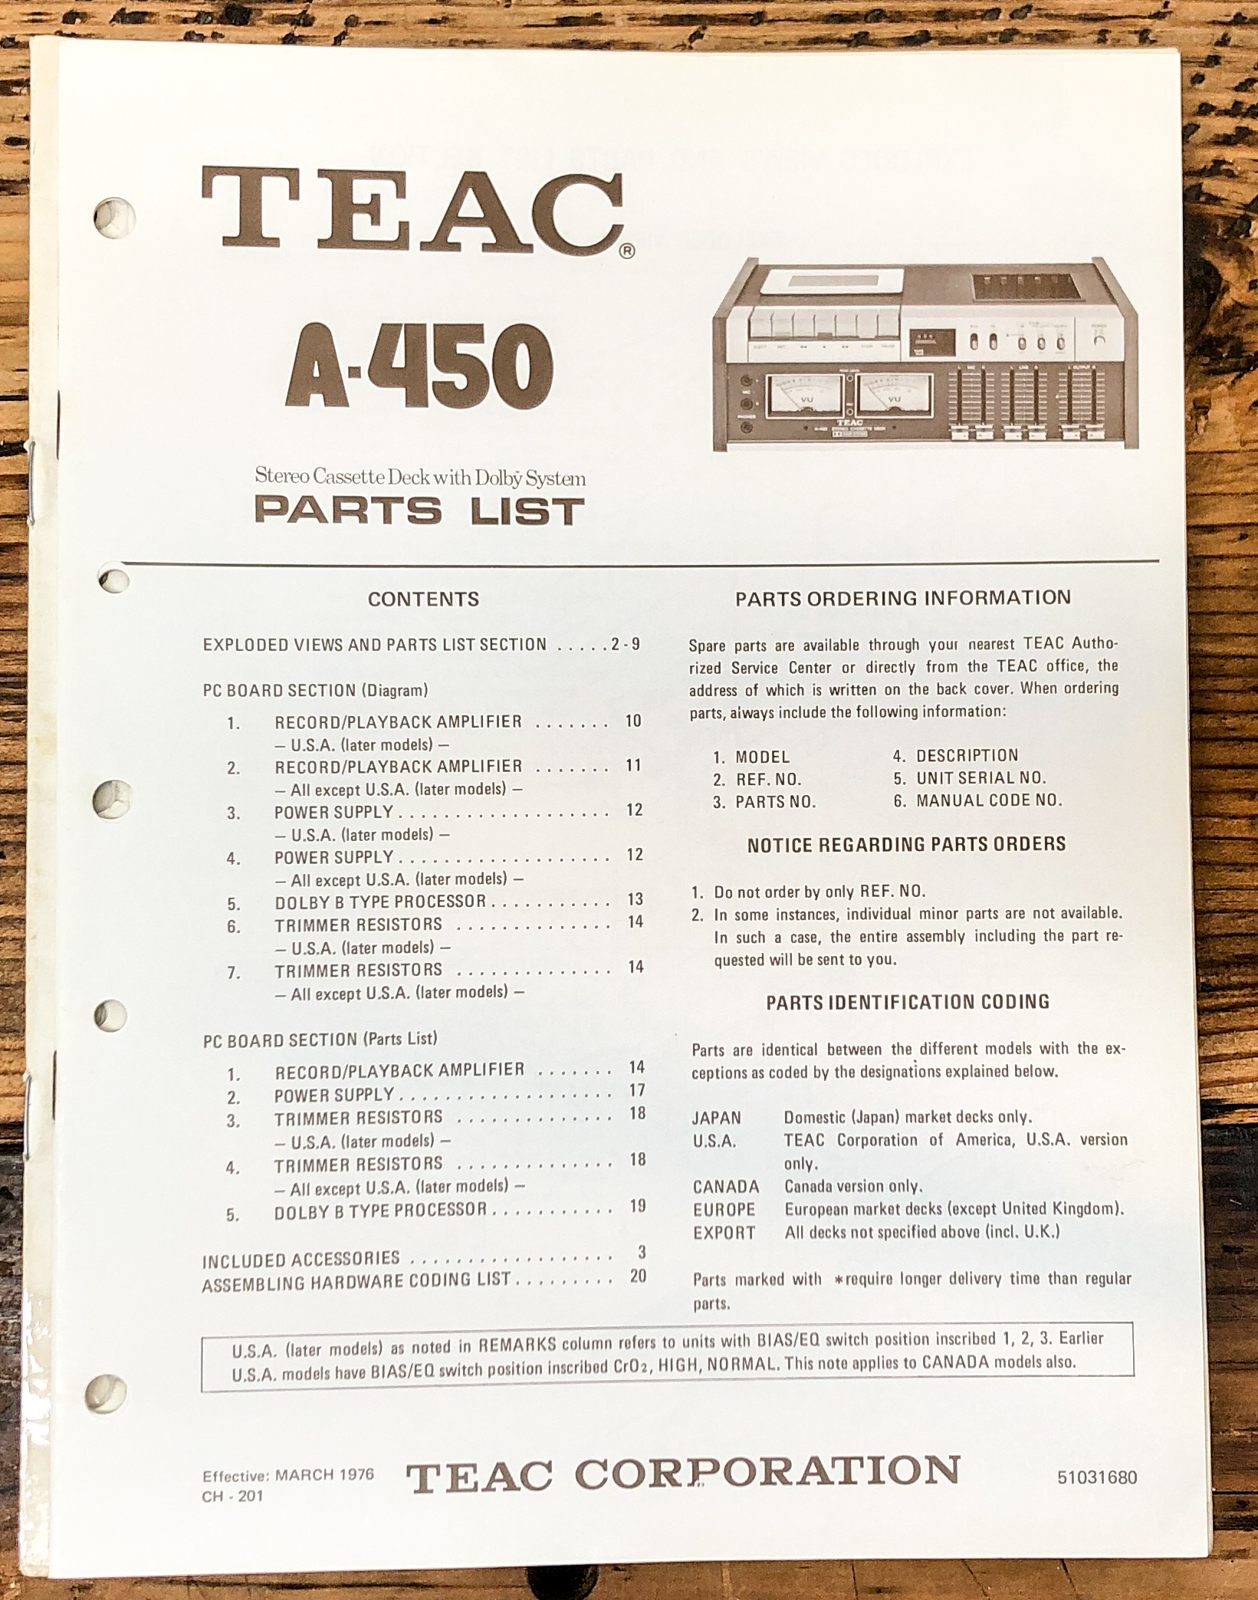 TEAC®
A-450
Stereo Cassette Deck with Dolby System
PARTS LIST
VU
VU
TEAC
CONTENTS
EXPLODED VIEWS AND PARTS LIST SECTION . . . . . 2 - 9
PC BOARD SECTION (Diagram)
1. RECORD/PLAYBACK AMPLIFIER . . . . . . . 10
— U.S.A. (later models) —
2. RECORD/PLAYBACK AMPLIFIER . . . . . . . 11
— All except U.S.A. (later models) —
3. POWER SUPPLY . . . . . . . . . . . . . . . . . . . 12
— U.S.A. (later models) —
4. POWER SUPPLY . . . . . . . . . . . . . . . . . . . 12
— All except U.S.A. (later models) —
5. DOLBY B TYPE PROCESSOR . . . . . . . . . . . 13
6. TRIMMER RESISTORS . . . . . . . . . . . . . . 14
— U.S.A. (later models) —
7. TRIMMER RESISTORS . . . . . . . . . . . . . . 14
— All except U.S.A. (later models) —
PC BOARD SECTION (Parts List)
1. RECORD/PLAYBACK AMPLIFIER . . . . . . . 14
2. POWER SUPPLY . . . . . . . . . . . . . . . . . . . 17
3. TRIMMER RESISTORS . . . . . . . . . . . . . . 18
— U.S.A. (later models) —
4. TRIMMER RESISTORS . . . . . . . . . . . . . . 18
— All except U.S.A. (later models) —
5. DOLBY B TYPE PROCESSOR . . . . . . . . . . . 19
INCLUDED ACCESSORIES . . . . . . . . . . . . . . . . . . 3
ASSEMBLING HARDWARE CODING LIST . . . . . . . . . 20
PARTS ORDERING INFORMATION
Spare parts are available through your nearest TEAC Autho-
rized Service Center or directly from the TEAC office, the
address of which is written on the back cover. When ordering
parts, always include the following information:
1. MODEL 4. DESCRIPTION
2. REF. NO. 5. UNIT SERIAL NO.
3. PARTS NO. 6. MANUAL CODE NO.
NOTICE REGARDING PARTS ORDERS
1. Do not order by only REF. NO.
2. In some instances, individual minor parts are not available.
In such a case, the entire assembly including the part re-
quested will be sent to you.
PARTS IDENTIFICATION CODING
Parts are identical between the different models with the ex-
ceptions as coded by the designations explained below.
JAPAN Domestic (Japan) market decks only.
U.S.A. TEAC Corporation of America, U.S.A. version
only.
CANADA Canada version only.
EUROPE European market decks (except United Kingdom).
EXPORT All decks not specified above (incl. U.K.)
Parts marked with *require longer delivery time than regular
parts.
U.S.A. (later models) as noted in REMARKS column refers to units with BIAS/EQ switch position inscribed 1, 2, 3. Earlier
U.S.A. models have BIAS/EQ switch position inscribed CrO₂, HIGH, NORMAL. This note applies to CANADA models also.
Effective: MARCH 1976
CH - 201
TEAC CORPORATION
51031680